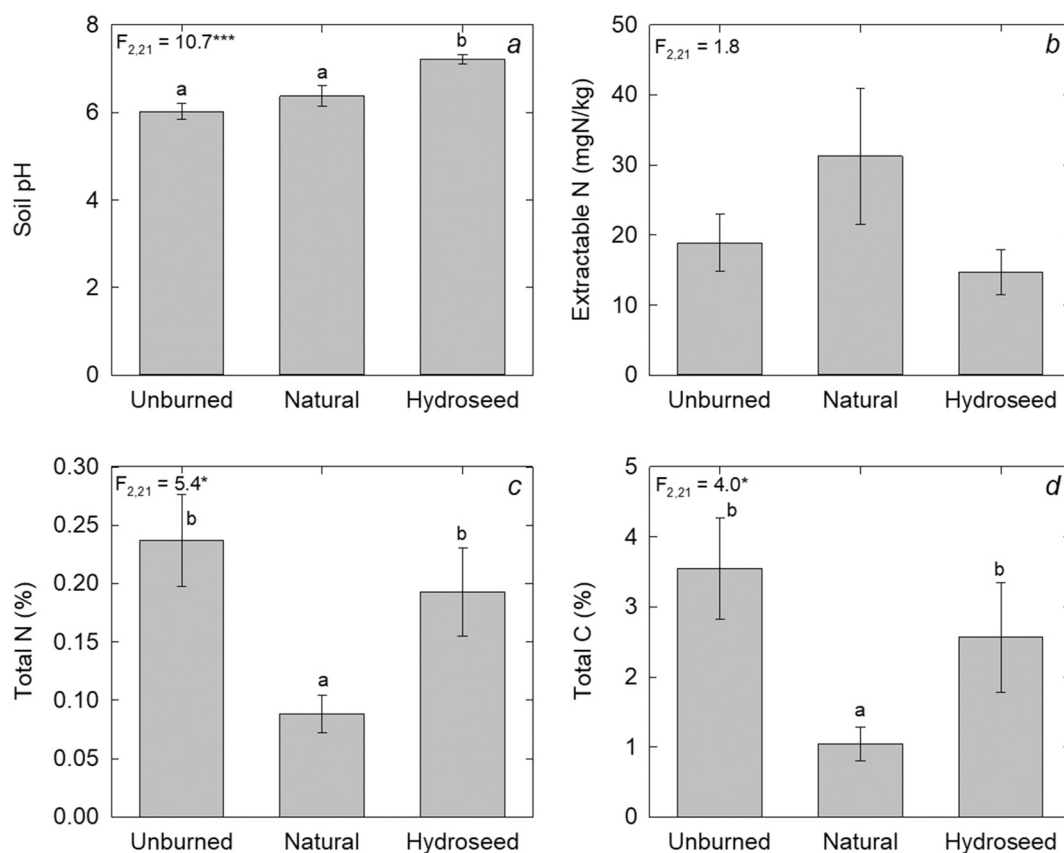 F2,21 = 10.7***
a
a
a
b
Soil pH
8
6
4
2
0
Unburned Natural Hydroseed
F2,21 = 1.8
b
Extractable N (mgN/kg)
50
40
30
20
10
0
Unburned Natural Hydroseed
F2,21 = 5.4*
c
b
a
b
Total N (%)
0.30
0.25
0.20
0.15
0.10
0.05
0.00
Unburned Natural Hydroseed
F2,21 = 4.0*
d
b
a
b
Total C (%)
5
4
3
2
1
0
Unburned Natural Hydroseed